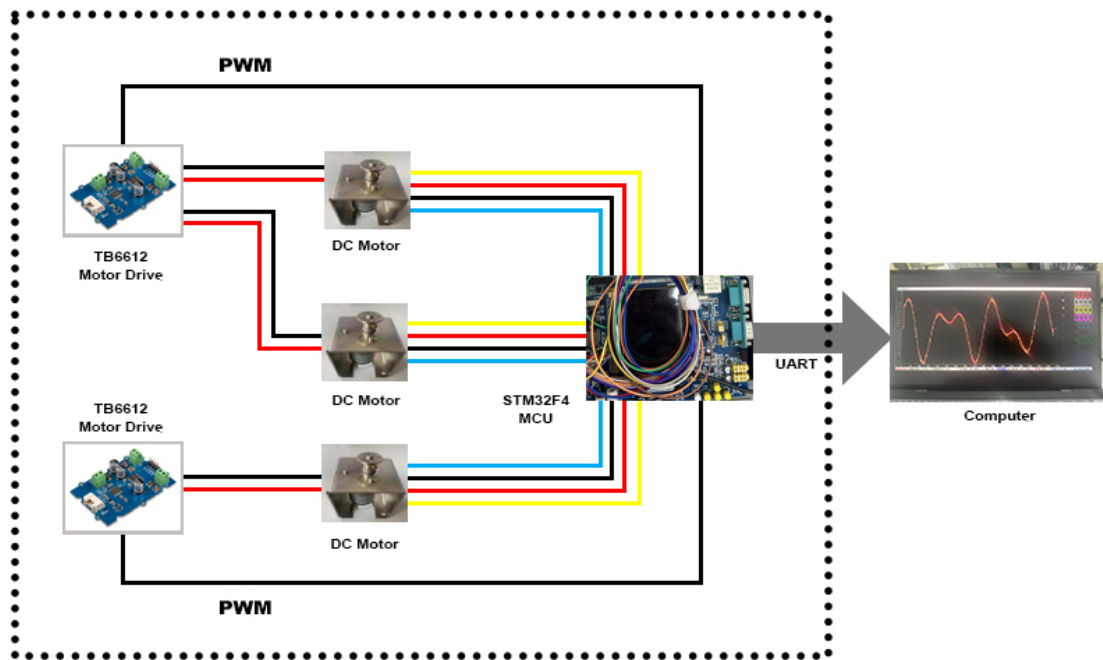 PWM
TB6612
Motor Drive
DC Motor
DC Motor
TB6612
Motor Drive
STM32F4
MCU
UART
Computer
DC Motor
PWM